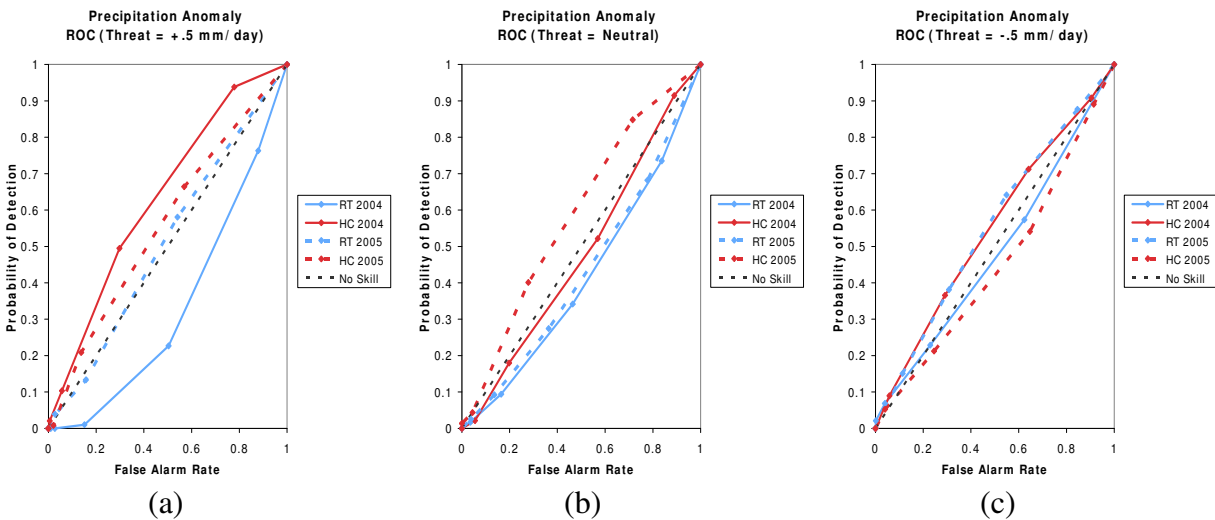 Precipitation Anomaly
ROC (Threat = +.5 mm/day)
1
0.9
0.8
0.7
0.6
0.5
0.4
0.3
0.2
0.1
0
0 0.2 0.4 0.6 0.8 1
Probability of Detection
False Alarm Rate
RT 2004
HC 2004
RT 2005
HC 2005
No Skill
(a)
Precipitation Anomaly
ROC (Threat = Neutral)
1
0.9
0.8
0.7
0.6
0.5
0.4
0.3
0.2
0.1
0
0 0.2 0.4 0.6 0.8 1
Probability of Detection
False Alarm Rate
RT 2004
HC 2004
RT 2005
HC 2005
No Skill
(b)
Precipitation Anomaly
ROC (Threat = -.5 mm/day)
1
0.9
0.8
0.7
0.6
0.5
0.4
0.3
0.2
0.1
0
0 0.2 0.4 0.6 0.8 1
Probability of Detection
False Alarm Rate
RT 2004
HC 2004
RT 2005
HC 2005
No Skill
(c)